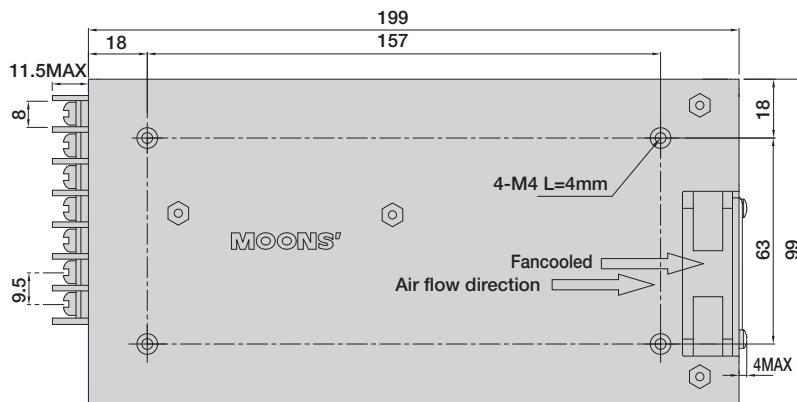 199
18
157
11.5MAX
8
18
4-M4 L=4mm
MOONS'
Fancooled
63
99
Air flow direction
9.5
4MAX